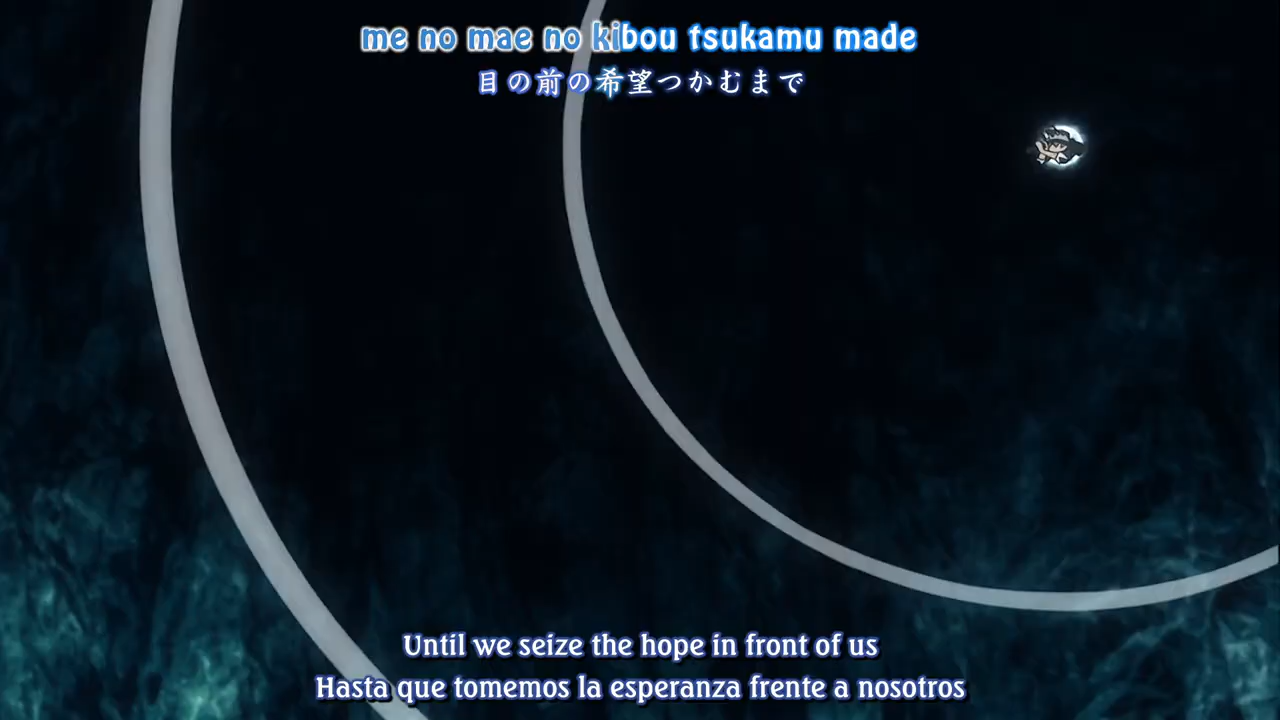 me no mae no kibou tsukamu made
目の前の希望つかむまで
Until we seize the hope in front of us
Hasta que tomemos la esperanza frente a nosotros